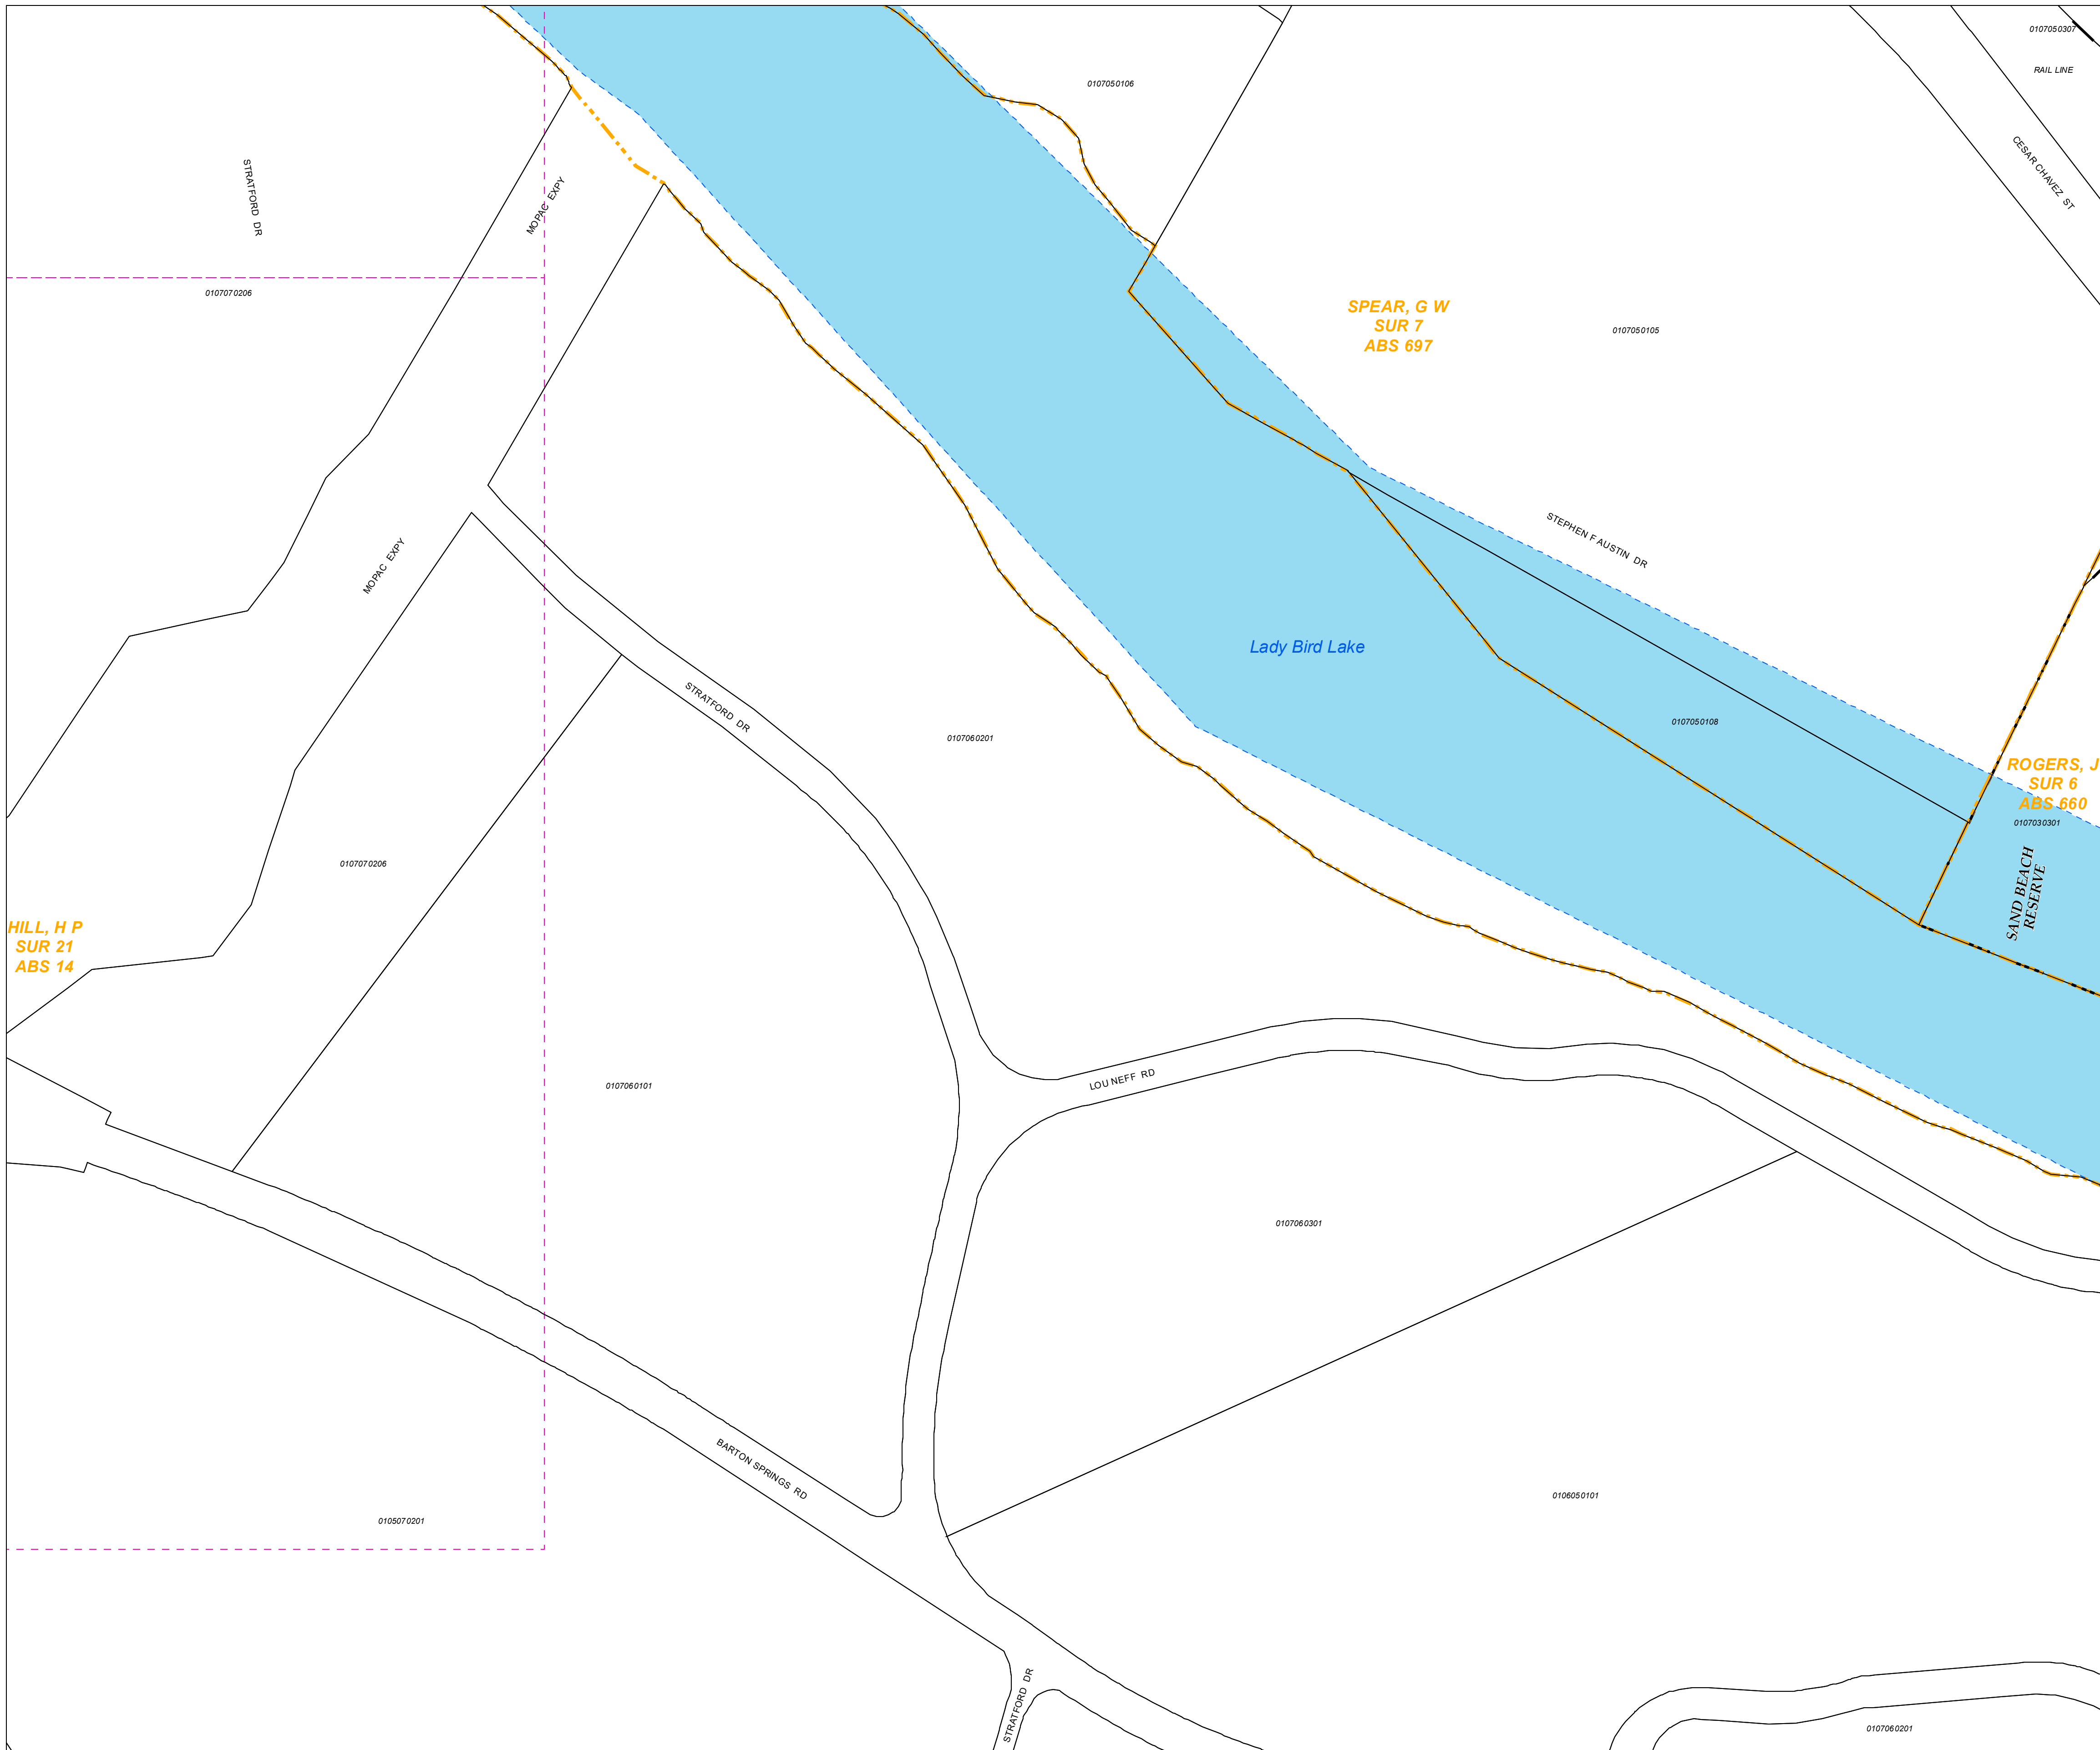 0107050307
RAIL LINE
0107050106
CESAR CHAVEZ ST
STRATFORD DR
MOPAC EXPY
0107070206
SPEAR, G W
SUR 7
ABS 697
0107050105
STEPHEN F AUSTIN DR
MOPAC EXPY
Lady Bird Lake
STRATFORD DR
0107060201
0107050108
ROGERS, J
SUR 6
ABS 660
0107030301
SAND BEACH
RESERVE
0107070206
HILL, H P
SUR 21
ABS 14
0107060101
LOU NEFF RD
0107060301
BARTON SPRINGS RD
0106050101
0105070201
STRATFORD DR
0107060201